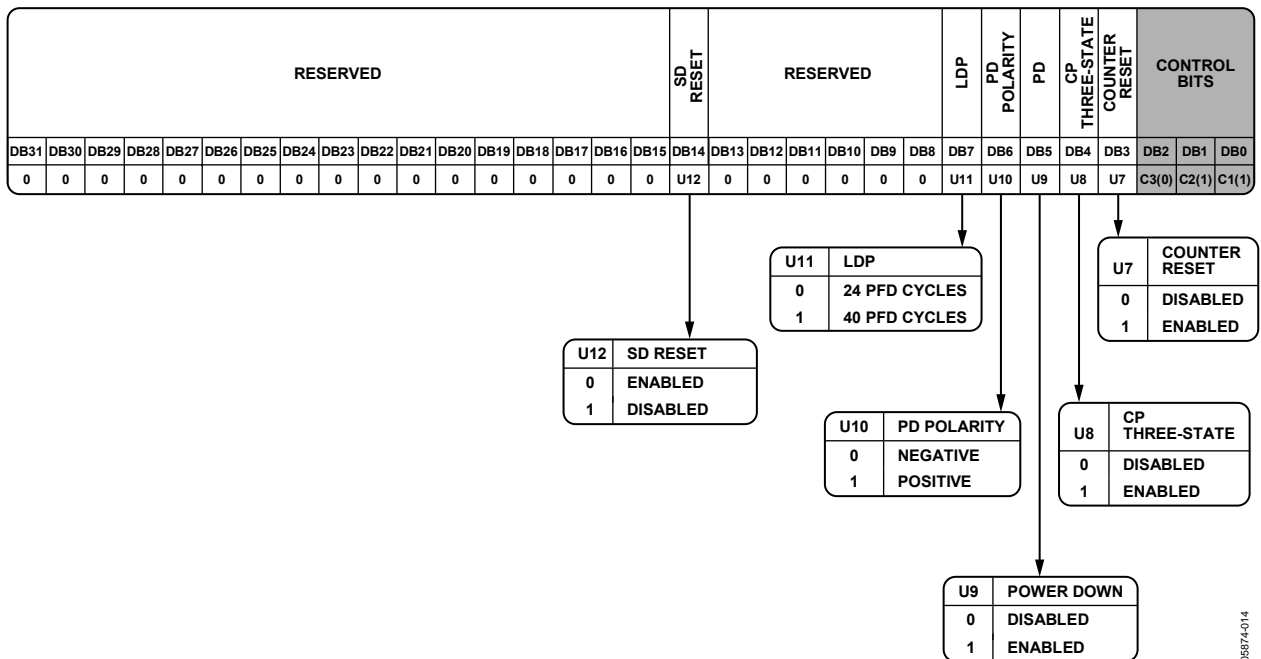 RESERVED
SD
RESET
RESERVED
LDP
PD
POLARITY
PD
CP
THREE-STATE
COUNTER
RESET
CONTROL
BITS
DB31 DB30 DB29 DB28 DB27 DB26 DB25 DB24 DB23 DB22 DB21 DB20 DB19 DB18 DB17 DB16 DB15 DB14 DB13 DB12 DB11 DB10 DB9 DB8 DB7 DB6 DB5 DB4 DB3 DB2 DB1 DB0
0 0 0 0 0 0 0 0 0 0 0 0 0 0 0 0 0 U12 0 0 0 0 0 0 U11 U10 U9 U8 U7 C3(0) C2(1) C1(1)
U11 LDP
0 24 PFD CYCLES
1 40 PFD CYCLES
U7 COUNTER
RESET
0 DISABLED
1 ENABLED
U12 SD RESET
0 ENABLED
1 DISABLED
U10 PD POLARITY
0 NEGATIVE
1 POSITIVE
U8 CP
THREE-STATE
0 DISABLED
1 ENABLED
U9 POWER DOWN
0 DISABLED
1 ENABLED
05874-014